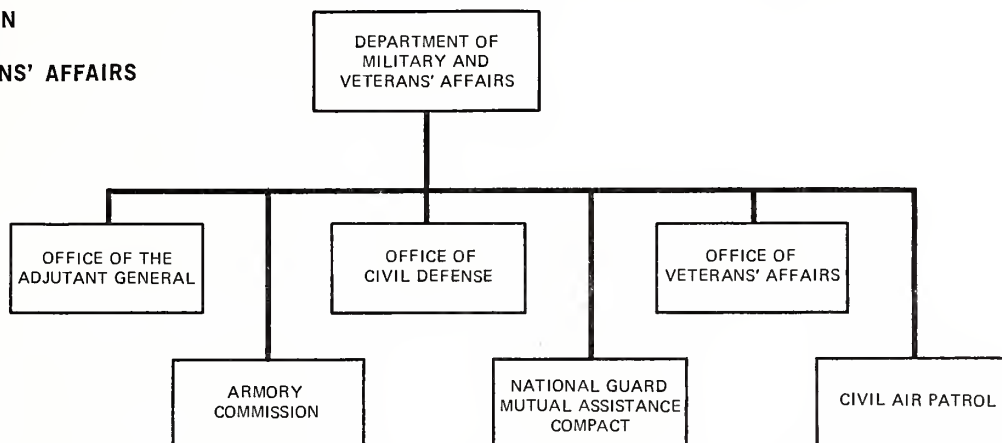 N
NS' AFFAIRS
DEPARTMENT OF
MILITARY AND
VETERANS' AFFAIRS
OFFICE OF THE
ADJUTANT GENERAL
OFFICE OF
CIVIL DEFENSE
OFFICE OF
VETERANS' AFFAIRS
ARMORY
COMMISSION
NATIONAL GUARD
MUTUAL ASSISTANCE
COMPACT
CIVIL AIR PATROL